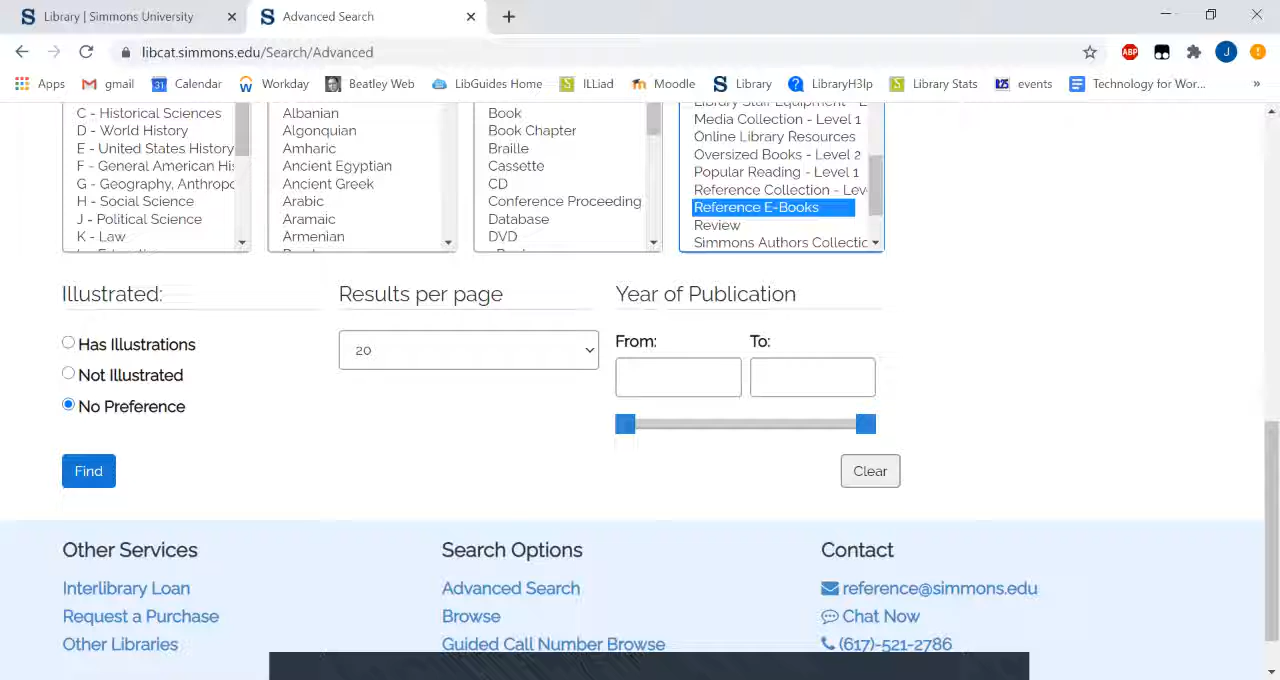 Library | Simmons University
Advanced Search
libcat.simmons.edu/Search/Advanced
ABP
J
Apps
gmail
31
Calendar
Workday
Beatley Web
LibGuides Home
ILLiad
Moodle
Library
LibraryH3lp
Library Stats
events
Technology for Wor...
»
C - Historical Sciences
D - World History
E - United States History
F - General American His
G - Geography, Anthropo
H - Social Science
J - Political Science
K - Law
Albanian
Algonquian
Amharic
Ancient Egyptian
Ancient Greek
Arabic
Aramaic
Armenian
Book
Book Chapter
Braille
Cassette
CD
Conference Proceeding
Database
DVD
Library Staff Equipment - L
Media Collection - Level 1
Online Library Resources
Oversized Books - Level 2
Popular Reading - Level 1
Reference Collection - Lev
Reference E-Books
Review
Simmons Authors Collectic
Illustrated:
Has Illustrations
Not Illustrated
No Preference
Results per page
20
Year of Publication
From:
To:
Find
Clear
Other Services
Interlibrary Loan
Request a Purchase
Other Libraries
Search Options
Advanced Search
Browse
Guided Call Number Browse
Contact
reference@simmons.edu
Chat Now
(617)-521-2786